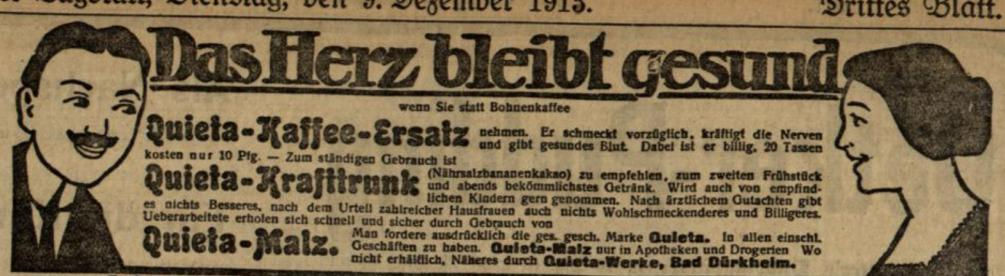 Tagblatt, Dienstag, den 9. Dezember 1913.
Drittes Blatt.
Das Herz bleibt gesund
wenn Sie statt Bohnenkaffee
Quieta-Kaffee-Ersatz nehmen. Er schmeckt vorzüglich, kräftigt die Nerven
und gibt gesundes Blut. Dabei ist er billig. 20 Tassen
kosten nur 10 Pfg. — Zum ständigen Gebrauch ist
Quieta-Krafttrunk (Nährsalzbananenkakao) zu empfehlen, zum zweiten Frühstück
und abends bekömmlichstes Getränk. Wird auch von empfind-
lichen Kindern gern genommen. Nach ärztlichem Gutachten gibt
es nichts Besseres, nach dem Urteil zahlreicher Hausfrauen auch nichts Wohlschmeckenderes und Billigeres.
Ueberarbeitete erholen sich schnell und sicher durch Gebrauch von
Quieta-Malz. Man fordere ausdrücklich die ges. gesch. Marke Quieta. In allen einschl.
Geschäften zu haben. Quieta-Malz nur in Apotheken und Drogerien Wo
nicht erhältlich, Näheres durch Quieta-Werke, Bad Dürkheim.